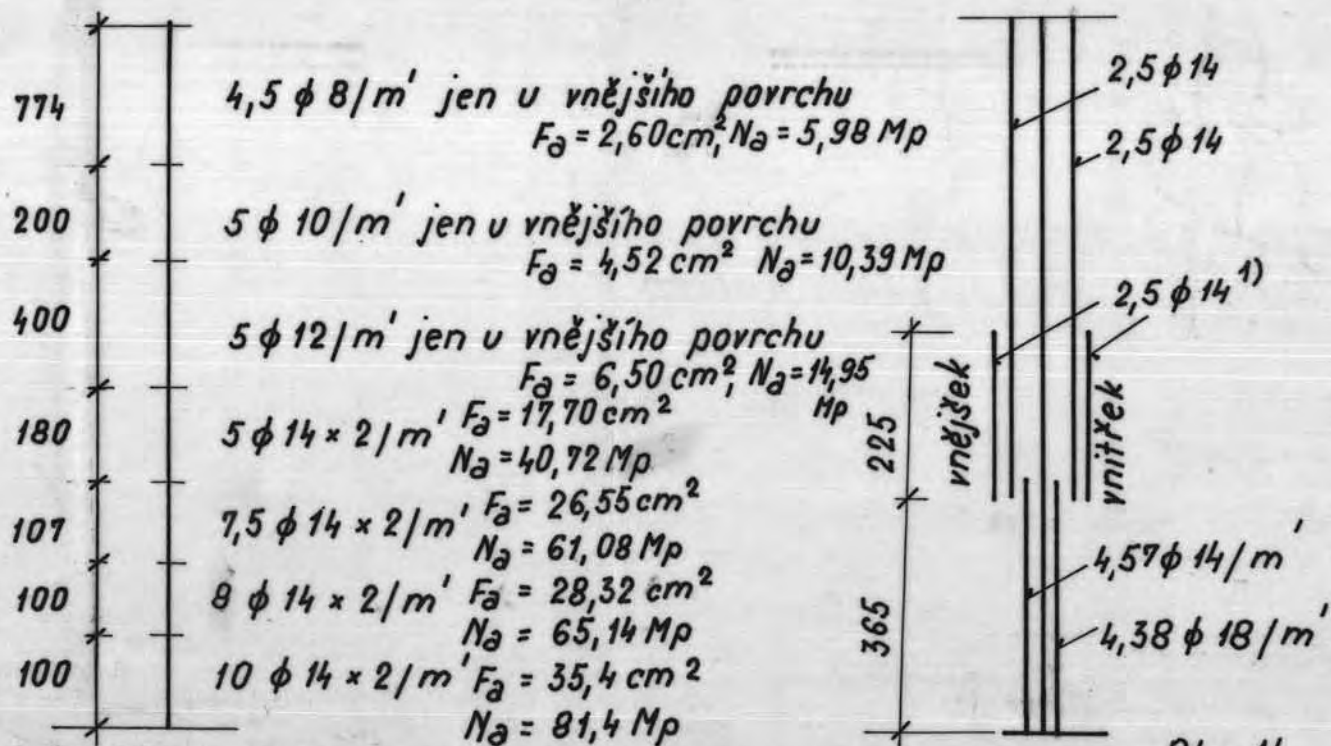 774
4,5 ϕ 8/m' jen u vnějšího povrchu
Fa = 2,60 cm², Na = 5,98 Mp
200
5 ϕ 10/m' jen u vnějšího povrchu
Fa = 4,52 cm² Na = 10,39 Mp
400
5 ϕ 12/m' jen u vnějšího povrchu
Fa = 6,50 cm², Na = 14,95
Mp
180
5 ϕ 14 × 2/m' Fa = 17,70 cm²
Na = 40,72 Mp
107
7,5 ϕ 14 × 2/m' Fa = 26,55 cm²
Na = 61,08 Mp
100
8 ϕ 14 × 2/m' Fa = 28,32 cm²
Na = 65,14 Mp
100
10 ϕ 14 × 2/m' Fa = 35,4 cm²
Na = 81,4 Mp
2,5 ϕ 14
2,5 ϕ 14
2,5 ϕ 14 1)
225
vnějšek
vnitřek
365
4,57 ϕ 14/m'
4,38 ϕ 18/m'